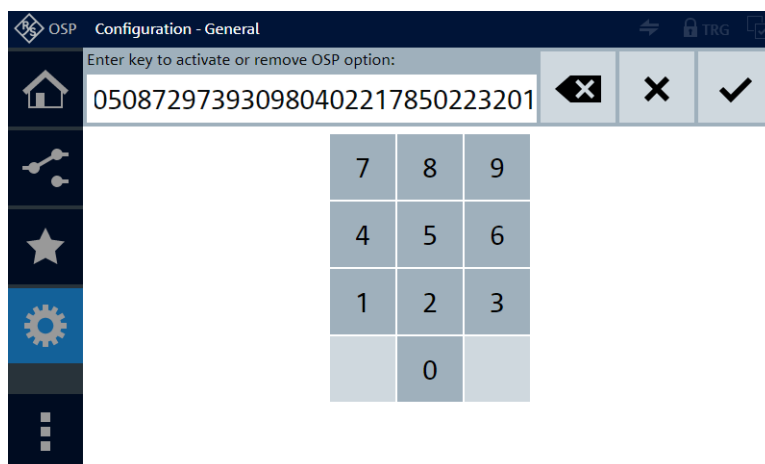 R&S OSP Configuration - General TRG
Enter key to activate or remove OSP option:
050872973930980402217850223201
7 8 9
4 5 6
1 2 3
0